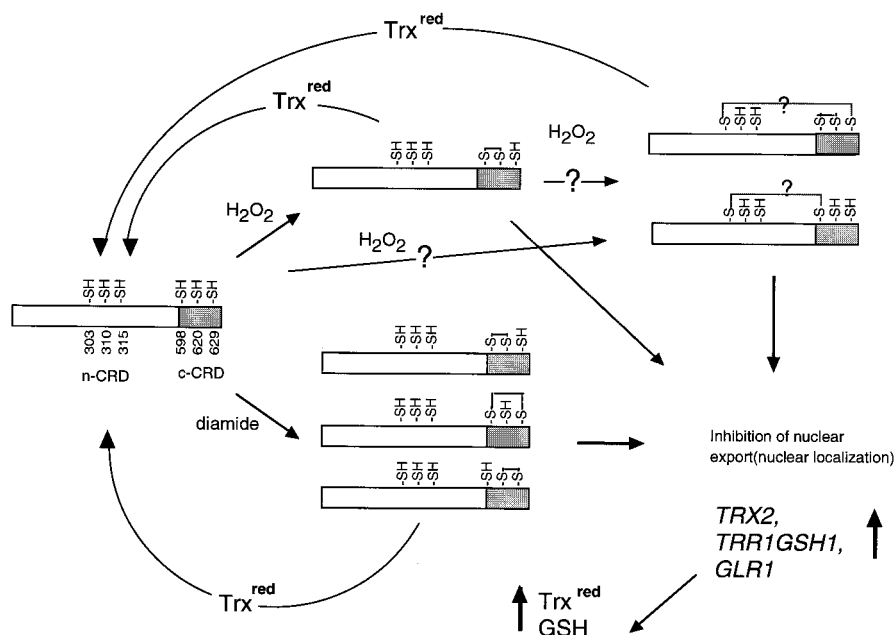 Trx red
Trx red
?
-S SH SH -S -S -S
H2O2
-SH -SH -SH -S -S -SH
?
H2O2
?
-S -SH -SH -S -SH -SH
H2O2
?
-SH -SH -SH -SH -SH -SH
303 310 315 598 620 629
n-CRD c-CRD
diamide
-SH -SH -SH -S -S -SH
-SH -SH -SH -S -SH -S
-SH -SH -SH -SH -S -S
Inhibition of nuclear
export(nuclear localization)
TRX2,
TRR1GSH1,
GLR1
Trx red
Trx red
GSH